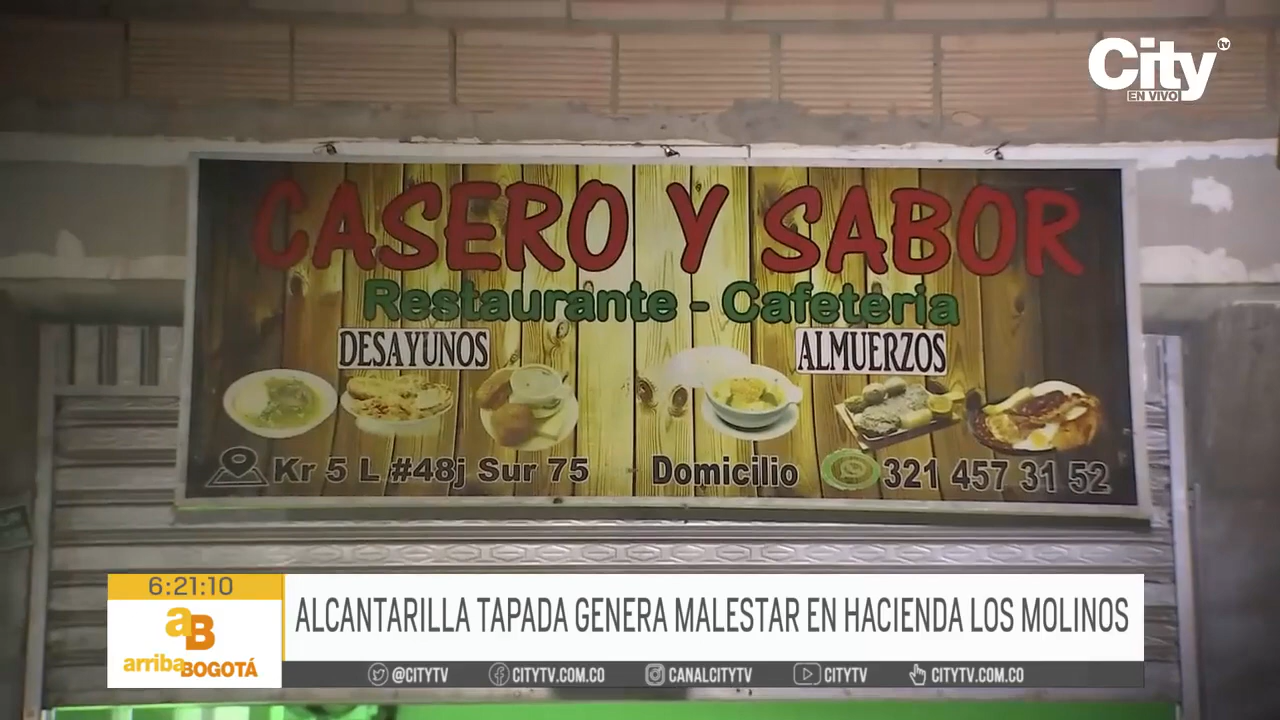 City tv
EN VIVO
CASERO Y SABOR
Restaurante - Cafetería
DESAYUNOS
ALMUERZOS
Kr 5 L #48j Sur 75
Domicilio
321 457 31 52
6:21:10
aB
arriba BOGOTÁ
ALCANTARILLA TAPADA GENERA MALESTAR EN HACIENDA LOS MOLINOS
@CITYTV
CITYTV.COM.CO
CANALCITYTV
CITYTV
CITYTV.COM.CO